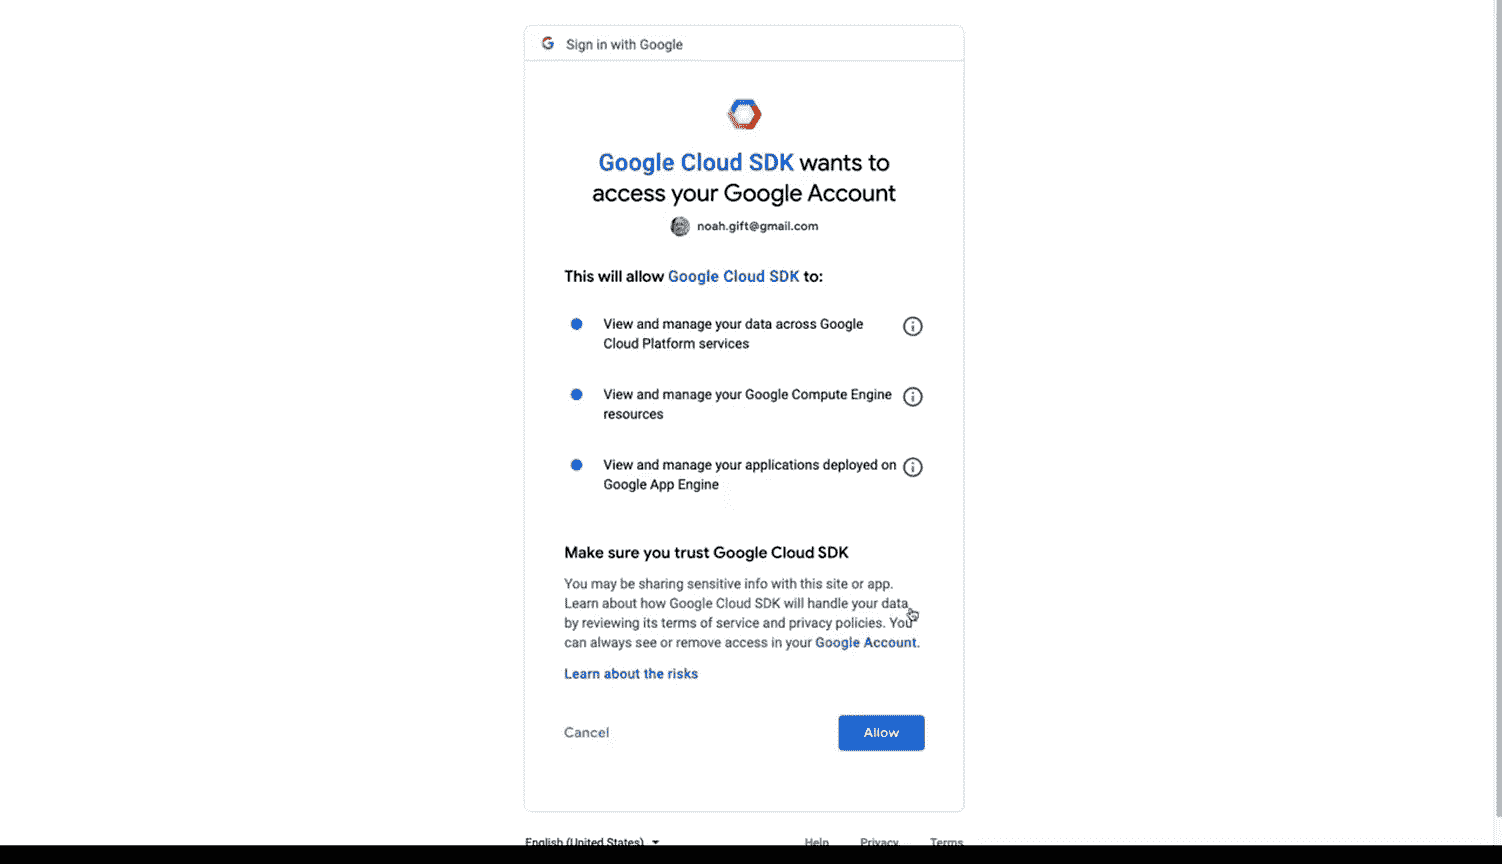 Sign in with Google
Google Cloud SDK wants to
access your Google Account
noah.gift@gmail.com
This will allow Google Cloud SDK to:
View and manage your data across Google
Cloud Platform services
View and manage your Google Compute Engine
resources
View and manage your applications deployed on
Google App Engine
Make sure you trust Google Cloud SDK
You may be sharing sensitive info with this site or app.
Learn about how Google Cloud SDK will handle your data
by reviewing its terms of service and privacy policies. You
can always see or remove access in your Google Account.
Learn about the risks
Cancel
Allow
English (United States)
Help
Privacy
Terms